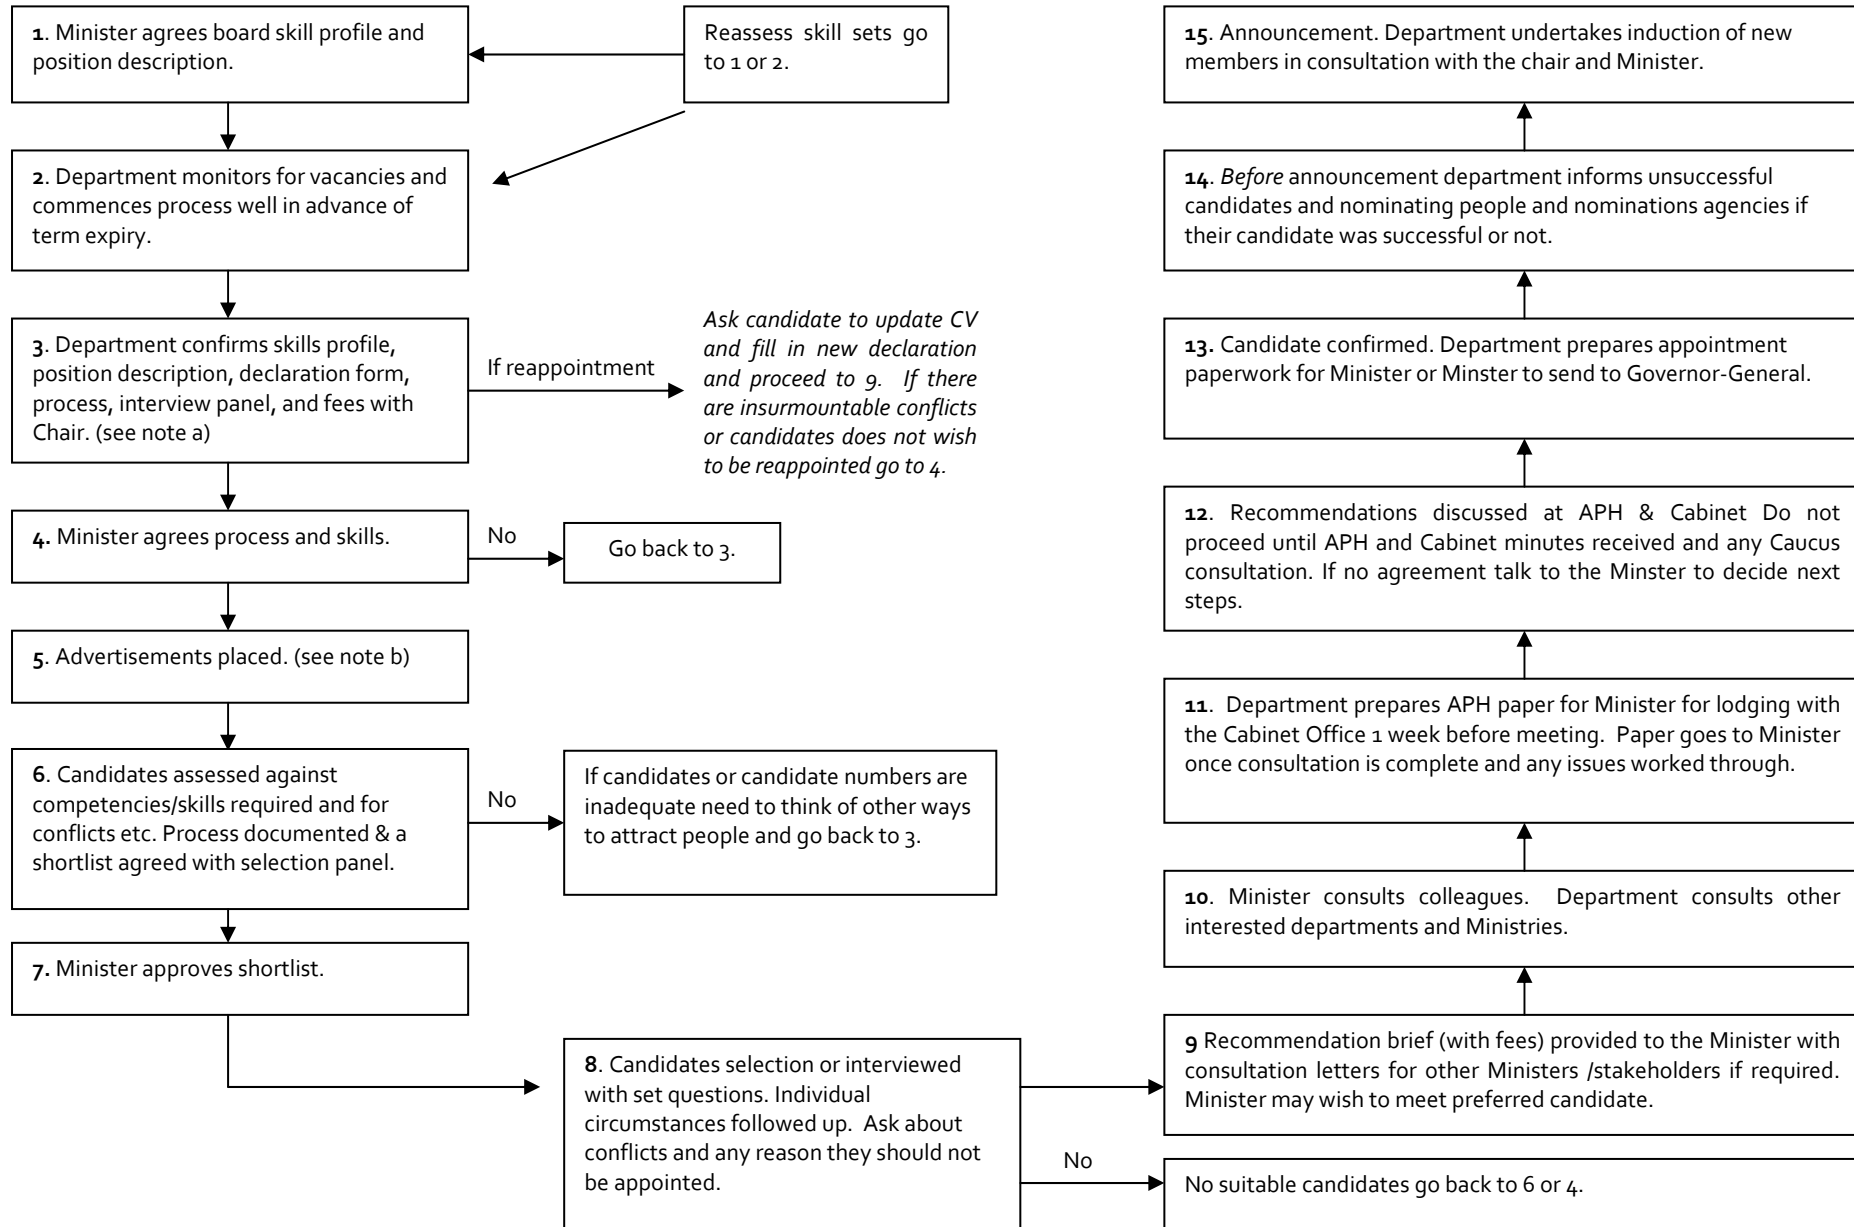 1. Minister agrees board skill profile and
position description.
Reassess skill sets go
to 1 or 2.
2. Department monitors for vacancies and
commences process well in advance of
term expiry.
3. Department confirms skills profile,
position description, declaration form,
process, interview panel, and fees with
Chair. (see note a)
If reappointment
Ask candidate to update CV
and fill in new declaration
and proceed to 9. If there
are insurmountable conflicts
or candidates does not wish
to be reappointed go to 4.
4. Minister agrees process and skills.
No
Go back to 3.
5. Advertisements placed. (see note b)
6. Candidates assessed against
competencies/skills required and for
conflicts etc. Process documented & a
shortlist agreed with selection panel.
No
If candidates or candidate numbers are
inadequate need to think of other ways
to attract people and go back to 3.
7. Minister approves shortlist.
8. Candidates selection or interviewed
with set questions. Individual
circumstances followed up. Ask about
conflicts and any reason they should not
be appointed.
No
No suitable candidates go back to 6 or 4.
9 Recommendation brief (with fees) provided to the Minister with
consultation letters for other Ministers /stakeholders if required.
Minister may wish to meet preferred candidate.
10. Minister consults colleagues. Department consults other
interested departments and Ministries.
11. Department prepares APH paper for Minister for lodging with
the Cabinet Office 1 week before meeting. Paper goes to Minister
once consultation is complete and any issues worked through.
12. Recommendations discussed at APH & Cabinet Do not
proceed until APH and Cabinet minutes received and any Caucus
consultation. If no agreement talk to the Minster to decide next
steps.
13. Candidate confirmed. Department prepares appointment
paperwork for Minister or Minster to send to Governor-General.
14. Before announcement department informs unsuccessful
candidates and nominating people and nominations agencies if
their candidate was successful or not.
15. Announcement. Department undertakes induction of new
members in consultation with the chair and Minister.